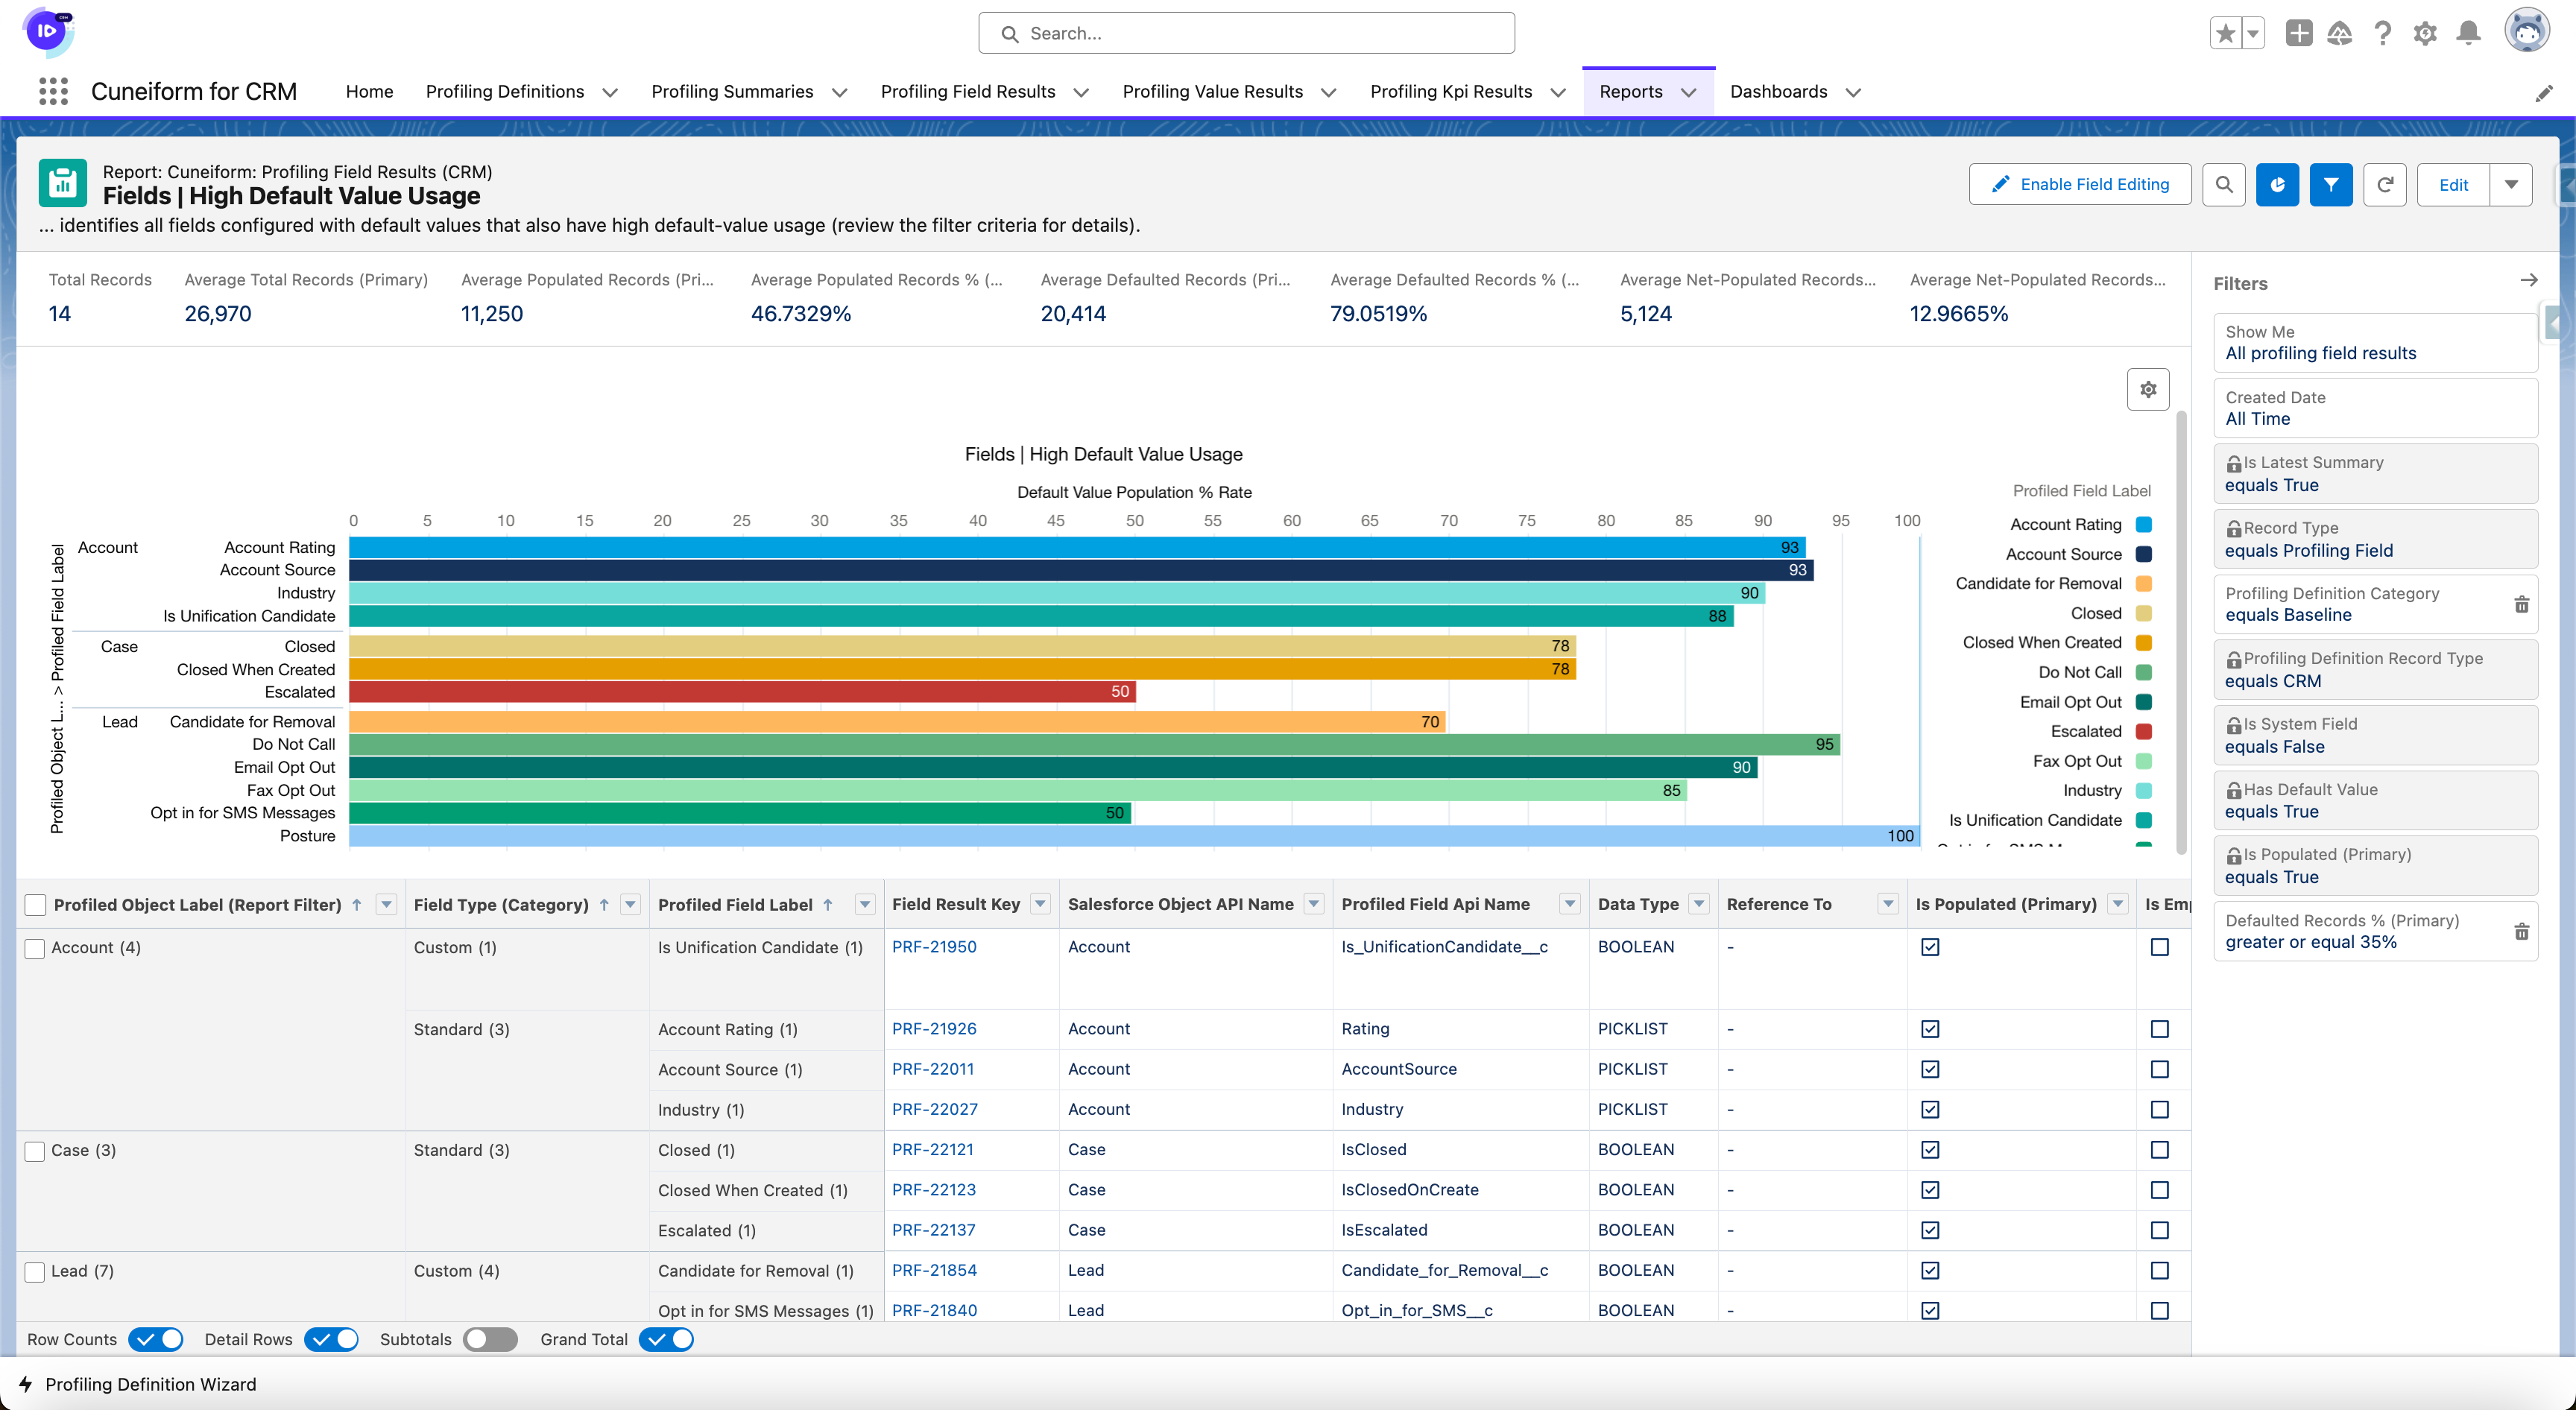 CRM
Search...
Cuneiform for CRM
Home
Profiling Definitions
Profiling Summaries
Profiling Field Results
Profiling Value Results
Profiling Kpi Results
Reports
Dashboards
Report: Cuneiform: Profiling Field Results (CRM)
Fields | High Default Value Usage
... identifies all fields configured with default values that also have high default-value usage (review the filter criteria for details).
Enable Field Editing
Edit
Total Records
14
Average Total Records (Primary)
26,970
Average Populated Records (Pri...
11,250
Average Populated Records % (...
46.7329%
Average Defaulted Records (Pri...
20,414
Average Defaulted Records % (...
79.0519%
Average Net-Populated Records...
5,124
Average Net-Populated Records...
12.9665%
Fields | High Default Value Usage
Default Value Population % Rate
0 5 10 15 20 25 30 35 40 45 50 55 60 65 70 75 80 85 90 95 100
Profiled Object L... > Profiled Field Label
Account Account Rating 93
Account Source 93
Industry 90
Is Unification Candidate 88
Case Closed 78
Closed When Created 78
Escalated 50
Lead Candidate for Removal 70
Do Not Call 95
Email Opt Out 90
Fax Opt Out 85
Opt in for SMS Messages 50
Posture 100
Profiled Field Label
Account Rating
Account Source
Candidate for Removal
Closed
Closed When Created
Do Not Call
Email Opt Out
Escalated
Fax Opt Out
Industry
Is Unification Candidate
Profiled Object Label (Report Filter) Field Type (Category) Profiled Field Label Field Result Key Salesforce Object API Name Profiled Field Api Name Data Type Reference To Is Populated (Primary) Is Em
Account (4) Custom (1) Is Unification Candidate (1) PRF-21950 Account Is_UnificationCandidate__c BOOLEAN -
Standard (3) Account Rating (1) PRF-21926 Account Rating PICKLIST -
Account Source (1) PRF-22011 Account AccountSource PICKLIST -
Industry (1) PRF-22027 Account Industry PICKLIST -
Case (3) Standard (3) Closed (1) PRF-22121 Case IsClosed BOOLEAN -
Closed When Created (1) PRF-22123 Case IsClosedOnCreate BOOLEAN -
Escalated (1) PRF-22137 Case IsEscalated BOOLEAN -
Lead (7) Custom (4) Candidate for Removal (1) PRF-21854 Lead Candidate_for_Removal__c BOOLEAN -
Opt in for SMS Messages (1) PRF-21840 Lead Opt_in_for_SMS__c BOOLEAN -
Row Counts
Detail Rows
Subtotals
Grand Total
Filters
Show Me
All profiling field results
Created Date
All Time
Is Latest Summary
equals True
Record Type
equals Profiling Field
Profiling Definition Category
equals Baseline
Profiling Definition Record Type
equals CRM
Is System Field
equals False
Has Default Value
equals True
Is Populated (Primary)
equals True
Defaulted Records % (Primary)
greater or equal 35%
Profiling Definition Wizard